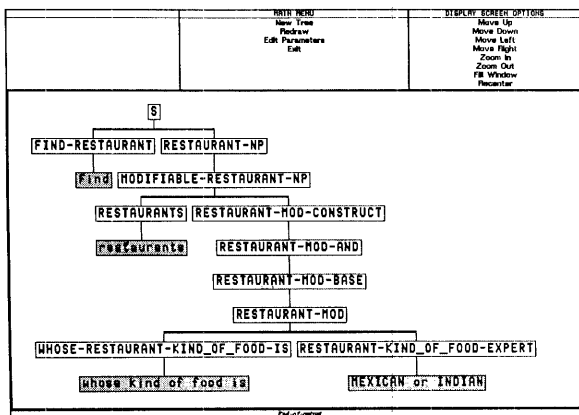 MAIN MENU
New Tree
Redraw
Edit Parameters
Exit
DISPLAY SCREEN OPTIONS
Move Up
Move Down
Move Left
Move Right
Zoom In
Zoom Out
Fill Window
Recenter
S
FIND-RESTAURANT RESTAURANT-NP
Find MODIFIABLE-RESTAURANT-NP
RESTAURANTS RESTAURANT-MOD-CONSTRUCT
restaurants RESTAURANT-MOD-AND
RESTAURANT-MOD-BASE
RESTAURANT-MOD
WHOSE-RESTAURANT-KIND_OF_FOOD-IS RESTAURANT-KIND_OF_FOOD-EXPERT
whose kind of food is MEXICAN or INDIAN
End-of-output